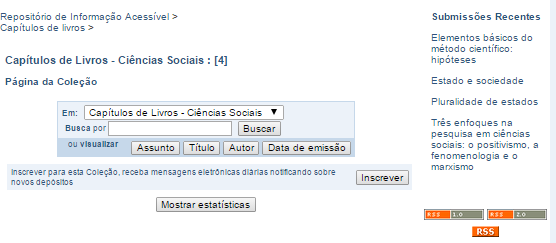 Repositório de Informação Acessível >
Capítulos de livros >
Capítulos de Livros - Ciências Sociais : [4]
Página da Coleção
Em: Capítulos de Livros - Ciências Sociais
Busca por Buscar
ou visualizar Assunto Título Autor Data de emissão
Inscrever para esta Coleção, receba mensagens eletrônicas diárias notificando sobre
novos depósitos
Inscrever
Mostrar estatísticas
Submissões Recentes
Elementos básicos do
método científico:
hipóteses
Estado e sociedade
Pluralidade de estados
Três enfoques na
pesquisa em ciências
sociais: o positivismo, a
fenomenologia e o
marxismo
RSS 1.0 RSS 2.0
RSS